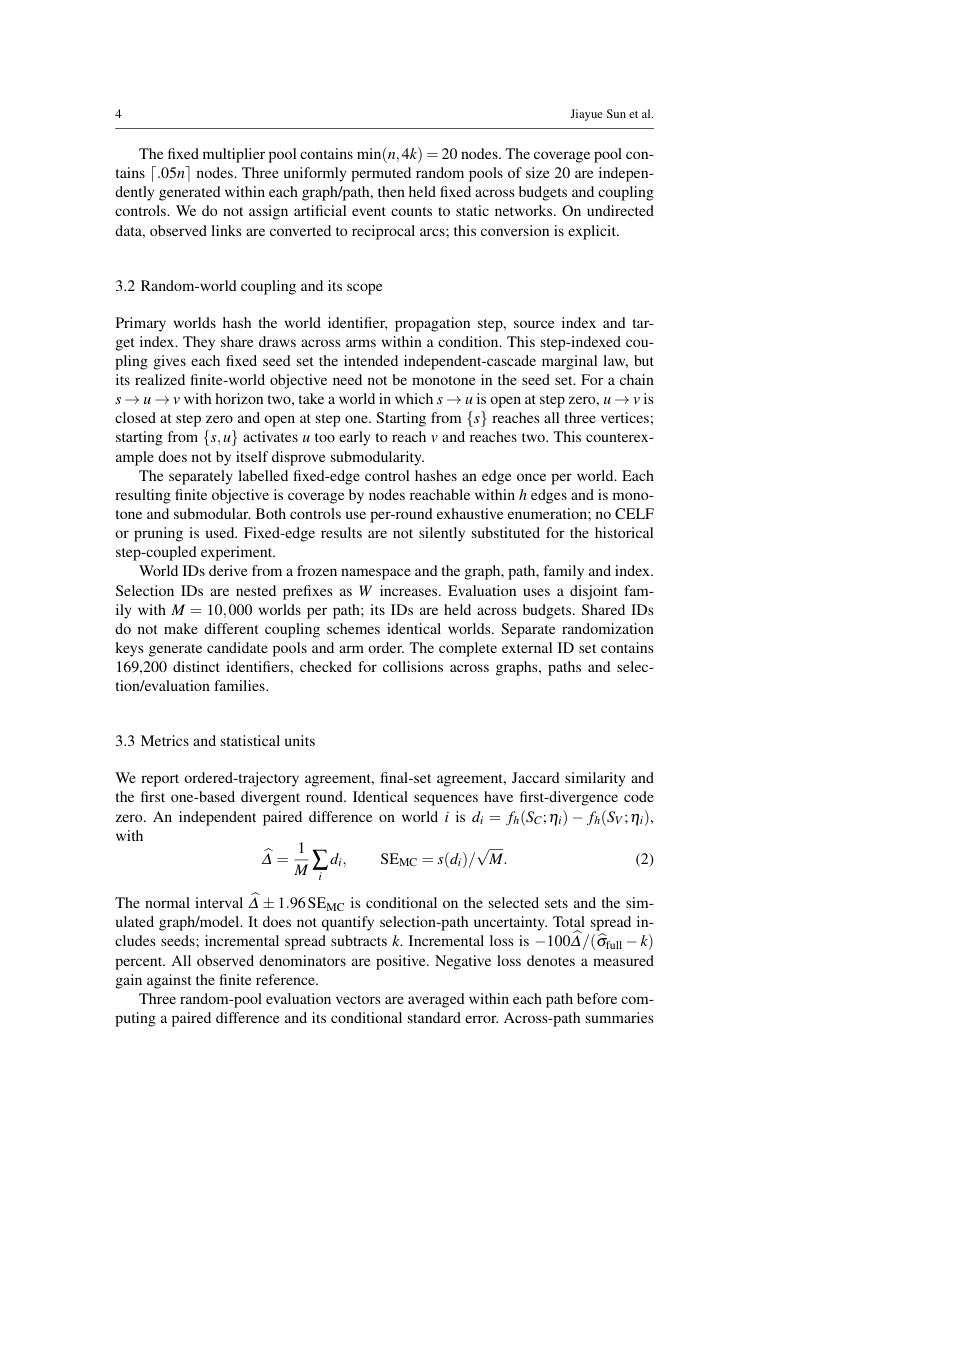 4 Jiayue Sun et al.
The fixed multiplier pool contains min(n,4k) = 20 nodes. The coverage pool con-
tains ⌈.05n⌉ nodes. Three uniformly permuted random pools of size 20 are indepen-
dently generated within each graph/path, then held fixed across budgets and coupling
controls. We do not assign artificial event counts to static networks. On undirected
data, observed links are converted to reciprocal arcs; this conversion is explicit.
3.2 Random-world coupling and its scope
Primary worlds hash the world identifier, propagation step, source index and tar-
get index. They share draws across arms within a condition. This step-indexed cou-
pling gives each fixed seed set the intended independent-cascade marginal law, but
its realized finite-world objective need not be monotone in the seed set. For a chain
s → u → v with horizon two, take a world in which s → u is open at step zero, u → v is
closed at step zero and open at step one. Starting from {s} reaches all three vertices;
starting from {s,u} activates u too early to reach v and reaches two. This counterex-
ample does not by itself disprove submodularity.
The separately labelled fixed-edge control hashes an edge once per world. Each
resulting finite objective is coverage by nodes reachable within h edges and is mono-
tone and submodular. Both controls use per-round exhaustive enumeration; no CELF
or pruning is used. Fixed-edge results are not silently substituted for the historical
step-coupled experiment.
World IDs derive from a frozen namespace and the graph, path, family and index.
Selection IDs are nested prefixes as W increases. Evaluation uses a disjoint fam-
ily with M = 10,000 worlds per path; its IDs are held across budgets. Shared IDs
do not make different coupling schemes identical worlds. Separate randomization
keys generate candidate pools and arm order. The complete external ID set contains
169,200 distinct identifiers, checked for collisions across graphs, paths and selec-
tion/evaluation families.
3.3 Metrics and statistical units
We report ordered-trajectory agreement, final-set agreement, Jaccard similarity and
the first one-based divergent round. Identical sequences have first-divergence code
zero. An independent paired difference on world i is d_i = f_h(S_C;η_i) − f_h(S_V;η_i),
with
Δ̂ = 1/M ∑_i d_i, SE_MC = s(d_i)/√M. (2)
The normal interval Δ̂ ± 1.96SE_MC is conditional on the selected sets and the sim-
ulated graph/model. It does not quantify selection-path uncertainty. Total spread in-
cludes seeds; incremental spread subtracts k. Incremental loss is −100Δ̂/(σ̂_full − k)
percent. All observed denominators are positive. Negative loss denotes a measured
gain against the finite reference.
Three random-pool evaluation vectors are averaged within each path before com-
puting a paired difference and its conditional standard error. Across-path summaries